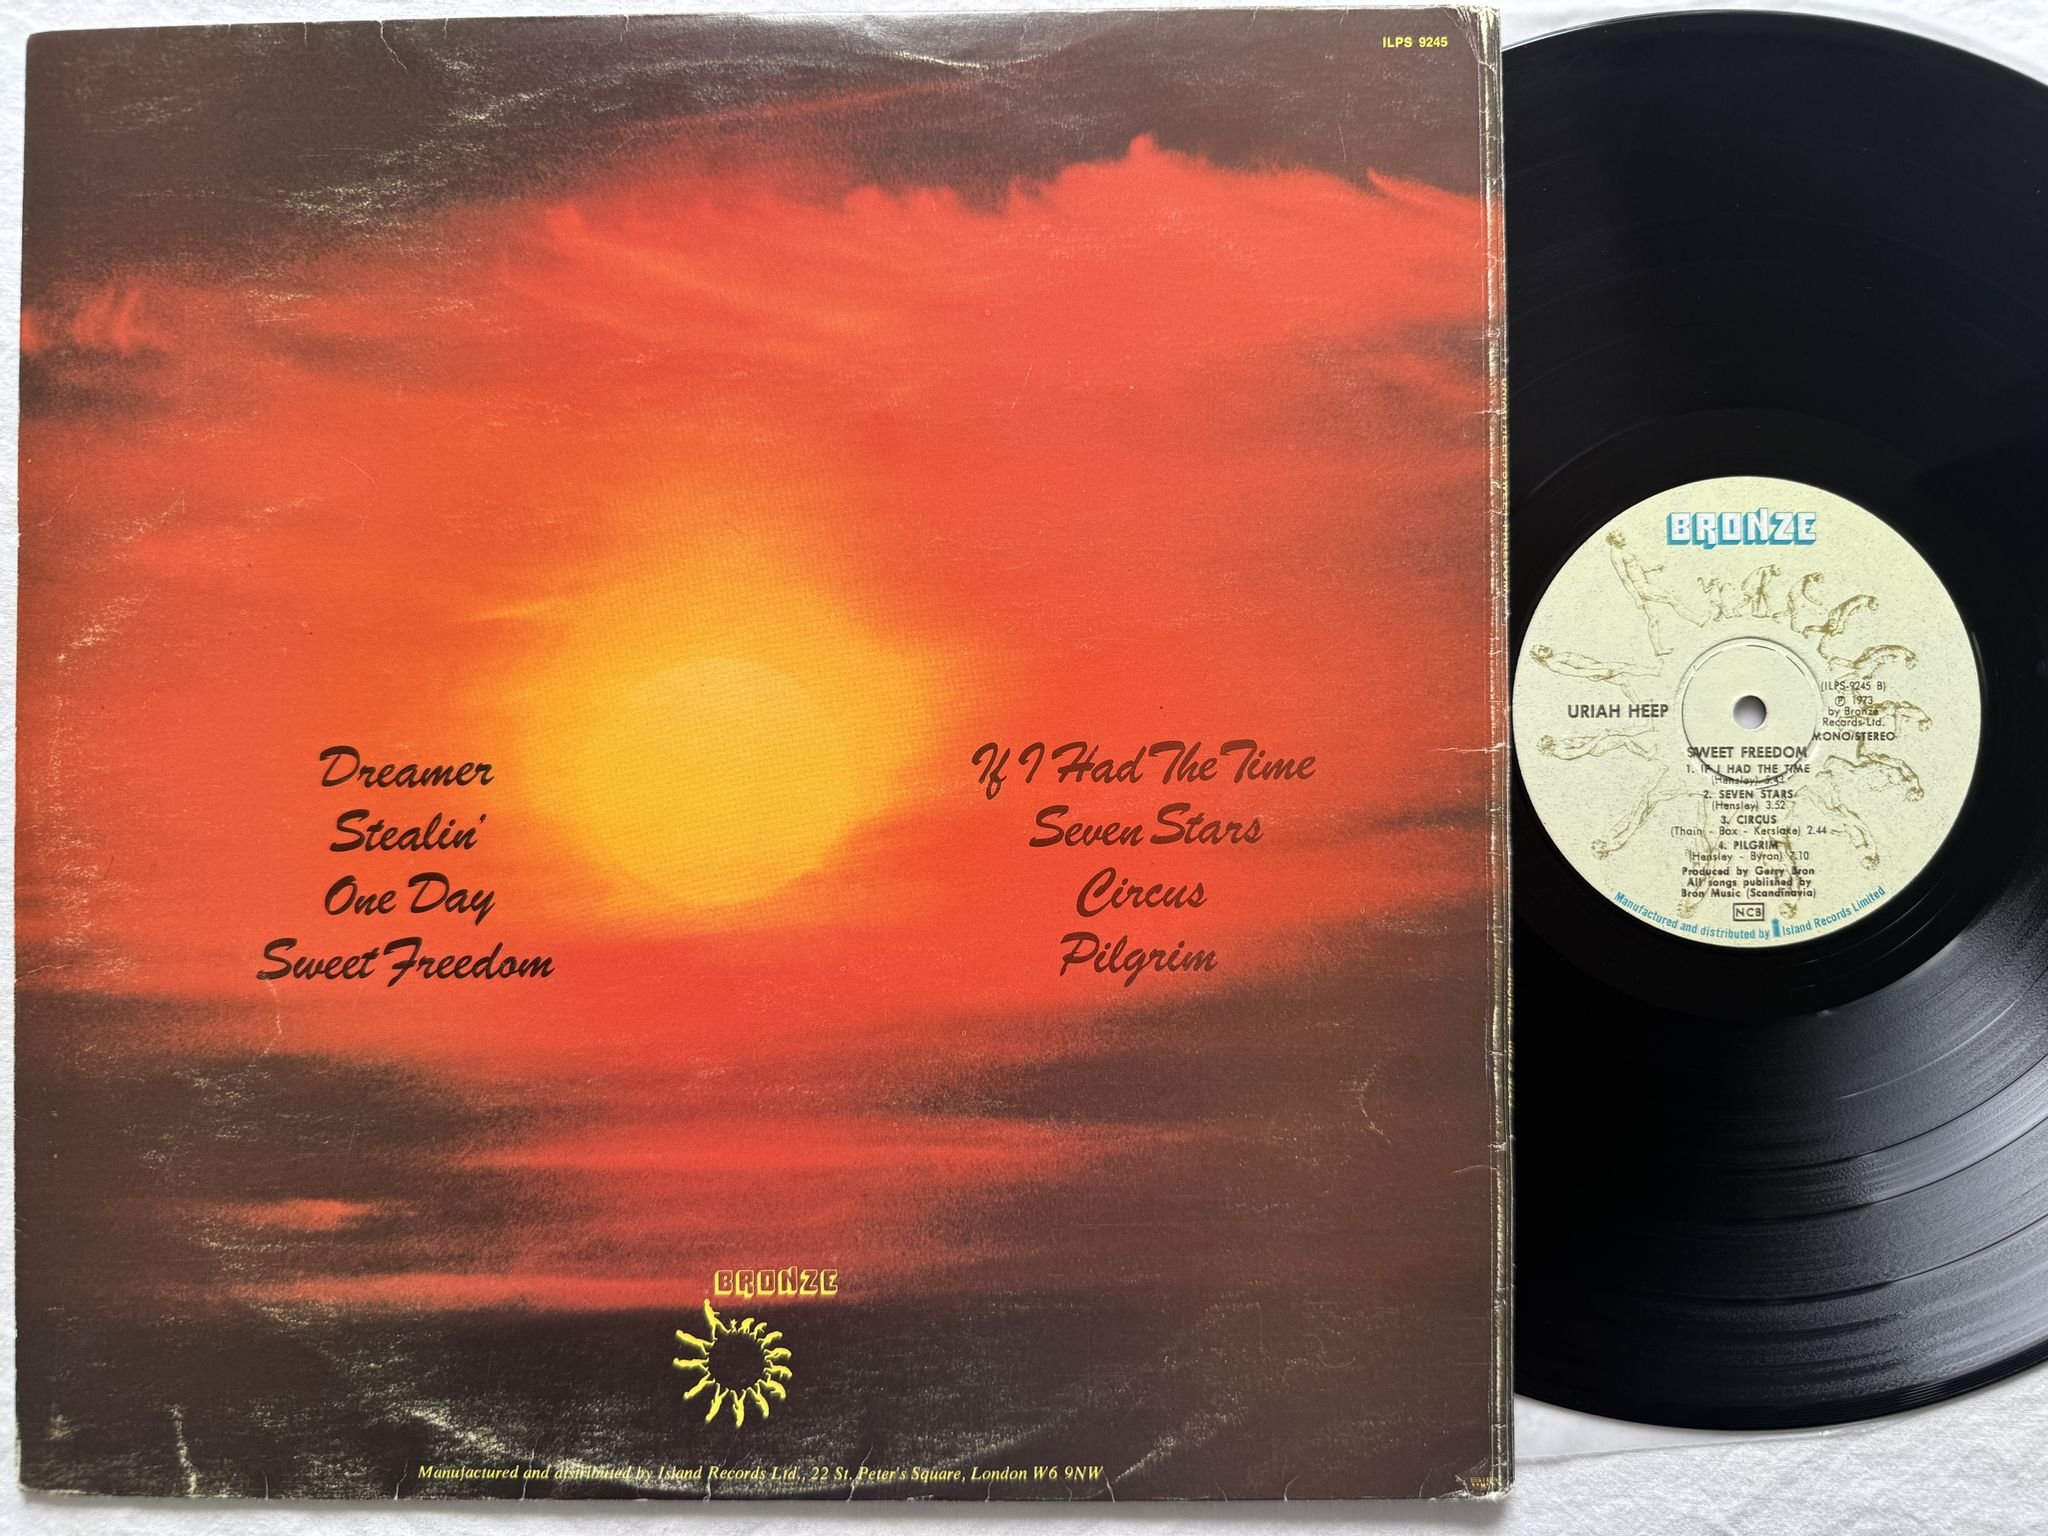 ILPS 9245
Dreamer
Stealin'
One Day
Sweet Freedom
If I Had The Time
Seven Stars
Circus
Pilgrim
BRONZE
Manufactured and distributed by Island Records Ltd., 22 St. Peter's Square, London W6 9NW
BRONZE
URIAH HEEP
(ILPS-9245 B)
Ⓟ 1973
by Bronze
Records Ltd.
MONO/STEREO
SWEET FREEDOM
1. IF I HAD THE TIME
(Hensley) 5.43
2. SEVEN STARS
(Hensley) 3.52
3. CIRCUS
(Thain - Box - Kerslake) 2.44
4. PILGRIM
(Hensley - Byron) 7.10
Produced by Gerry Bron
All songs published by
Bron Music (Scandinavia)
NCB
Manufactured and distributed by Island Records Limited